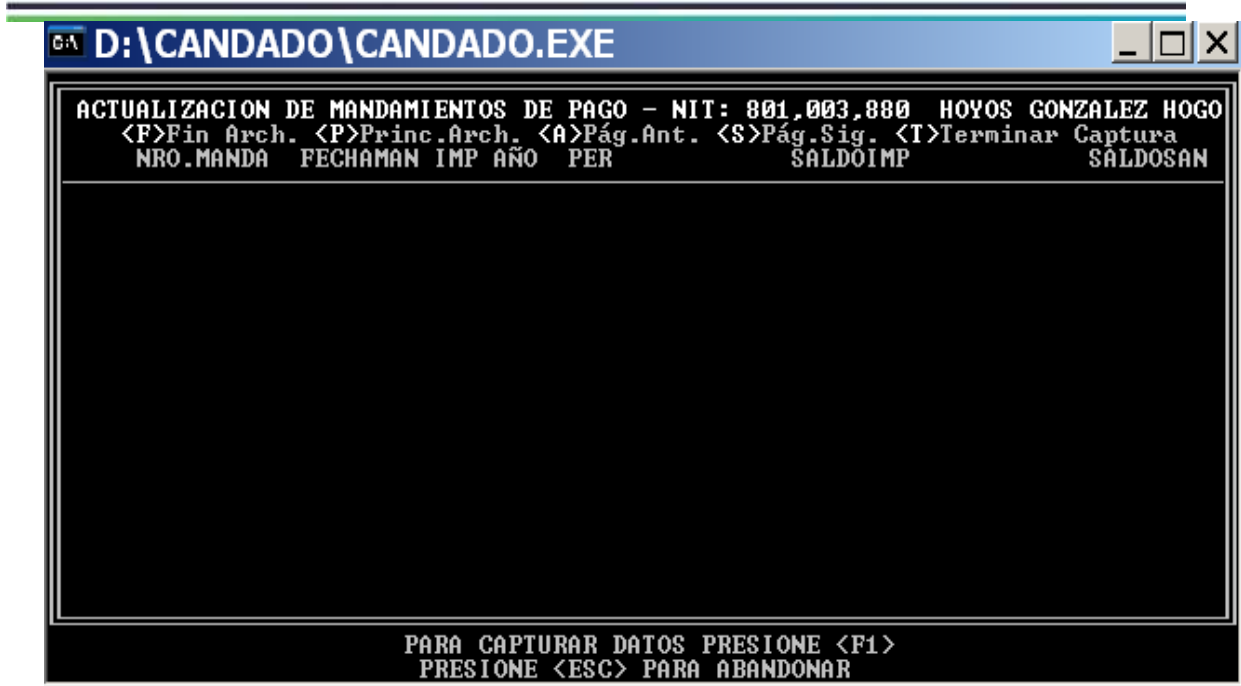 D:\CANDADO\CANDADO.EXE
ACTUALIZACION DE MANDAMIENTOS DE PAGO - NIT: 801,003,880 HOYOS GONZALEZ HOGO
<F>Fin Arch. <P>Princ.Arch. <A>Pág.Ant. <S>Pág.Sig. <T>Terminar Captura
NRO.MANDA FECHAMAN IMP AÑO PER SALDOIMP SALDOSAN
PARA CAPTURAR DATOS PRESIONE <F1>
PRESIONE <ESC> PARA ABANDONAR